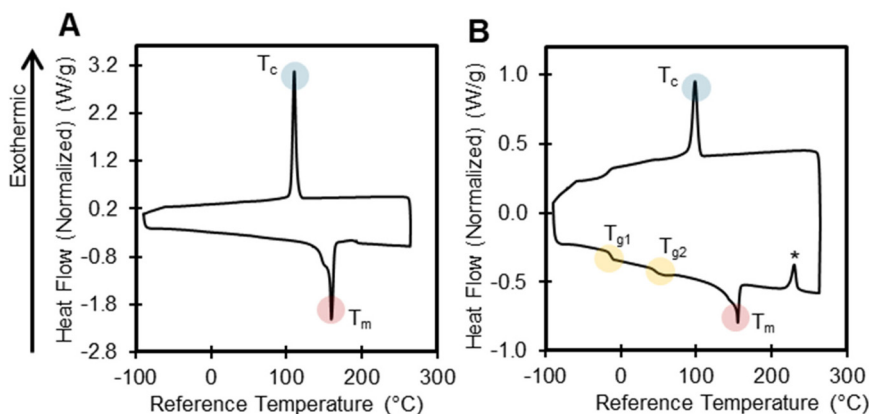 A
Exothermic
Heat Flow (Normalized) (W/g)
3.2
2.2
1.2
0.2
-0.8
-1.8
-2.8
Tc
Tm
-100 0 100 200 300
Reference Temperature (°C)
B
Heat Flow (Normalized) (W/g)
1.0
0.5
0.0
-0.5
-1.0
Tc
Tg1
Tg2
*
Tm
-100 0 100 200 300
Reference Temperature (°C)